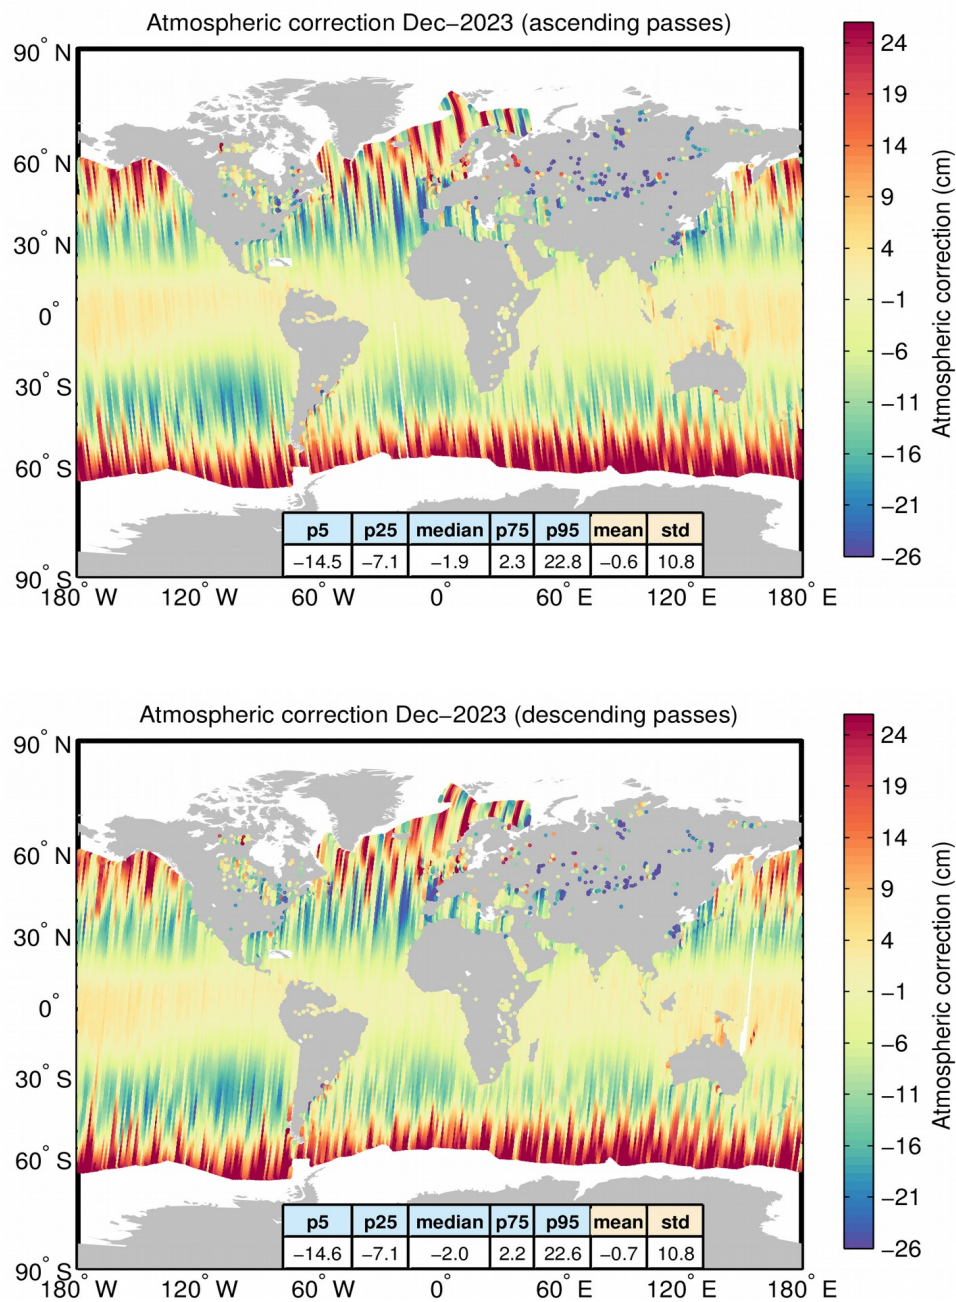 Atmospheric correction Dec−2023 (ascending passes)
90° N
60° N
30° N
0°
30° S
60° S
90° S
180° W 120° W 60° W 0° 60° E 120° E 180° E
p5 p25 median p75 p95 mean std
−14.5 −7.1 −1.9 2.3 22.8 −0.6 10.8
24
19
14
9
4
−1
−6
−11
−16
−21
−26
Atmospheric correction (cm)
Atmospheric correction Dec−2023 (descending passes)
90° N
60° N
30° N
0°
30° S
60° S
90° S
180° W 120° W 60° W 0° 60° E 120° E 180° E
p5 p25 median p75 p95 mean std
−14.6 −7.1 −2.0 2.2 22.6 −0.7 10.8
24
19
14
9
4
−1
−6
−11
−16
−21
−26
Atmospheric correction (cm)